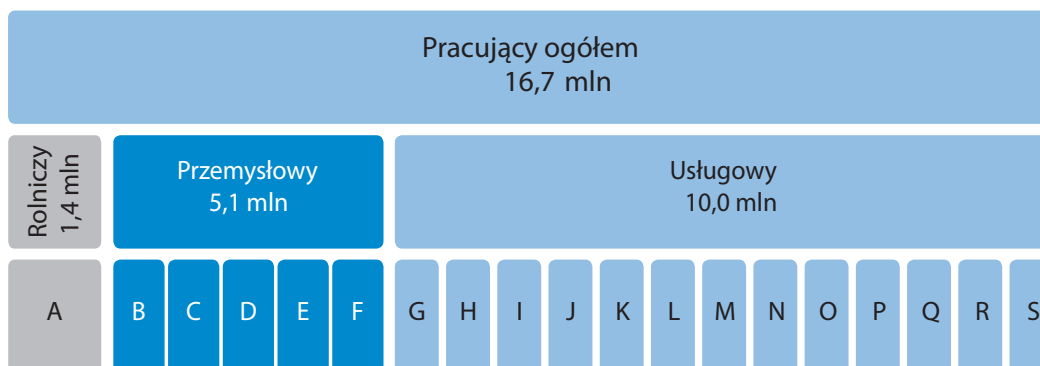 Pracujący ogółem
16,7 mln
Rolniczy
1,4 mln
Przemysłowy
5,1 mln
Usługowy
10,0 mln
A B C D E F G H I J K L M N O P Q R S